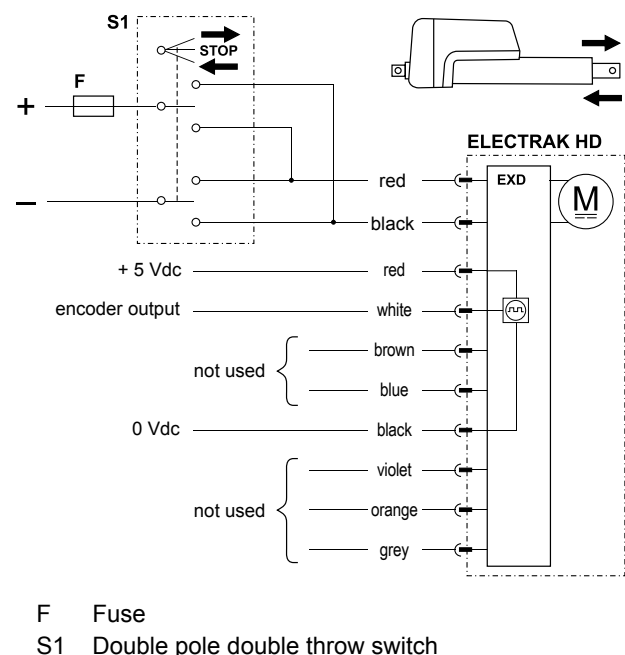 S1
STOP
F
+
–
ELECTRAK HD
EXD
M
red
black
+ 5 Vdc red
encoder output white
not used
brown
blue
0 Vdc black
not used
violet
orange
grey
F Fuse
S1 Double pole double throw switch